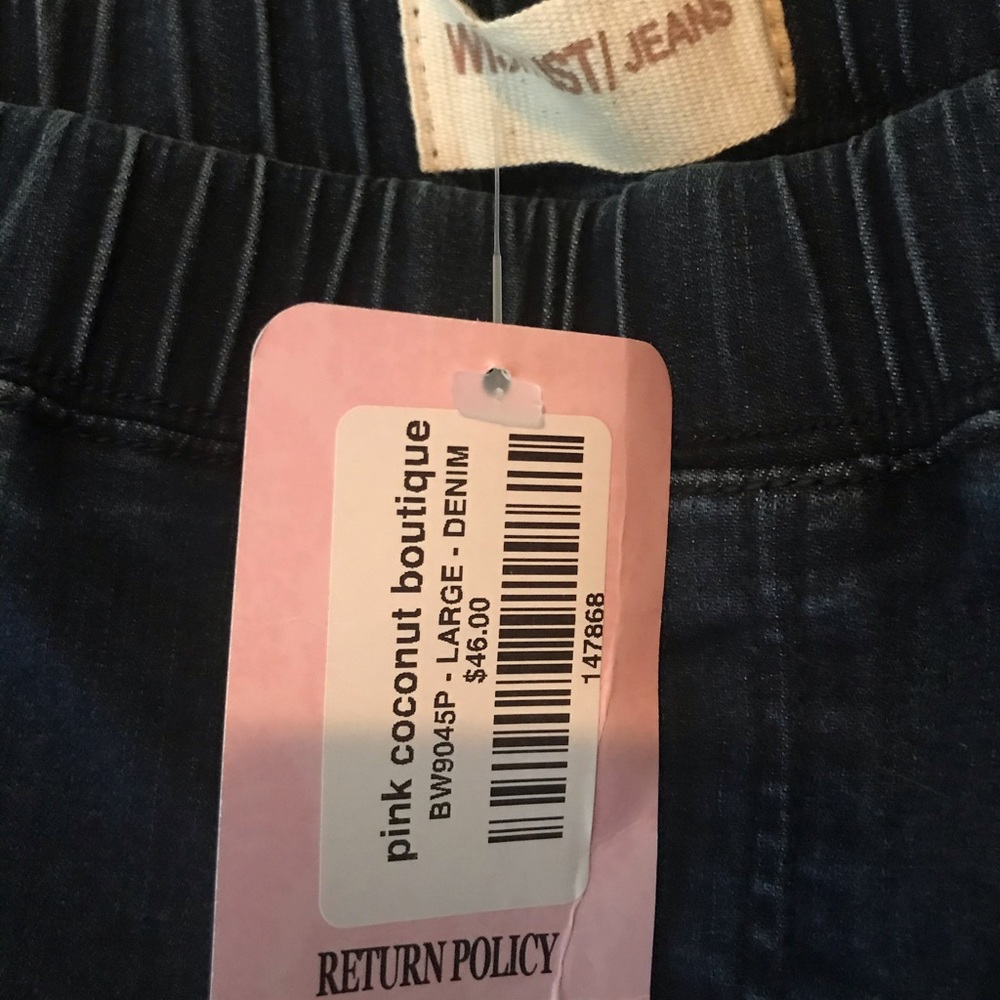 JEANS
pink coconut boutique
BW9045P - LARGE - DENIM
$46.00
147868
RETURN POLICY